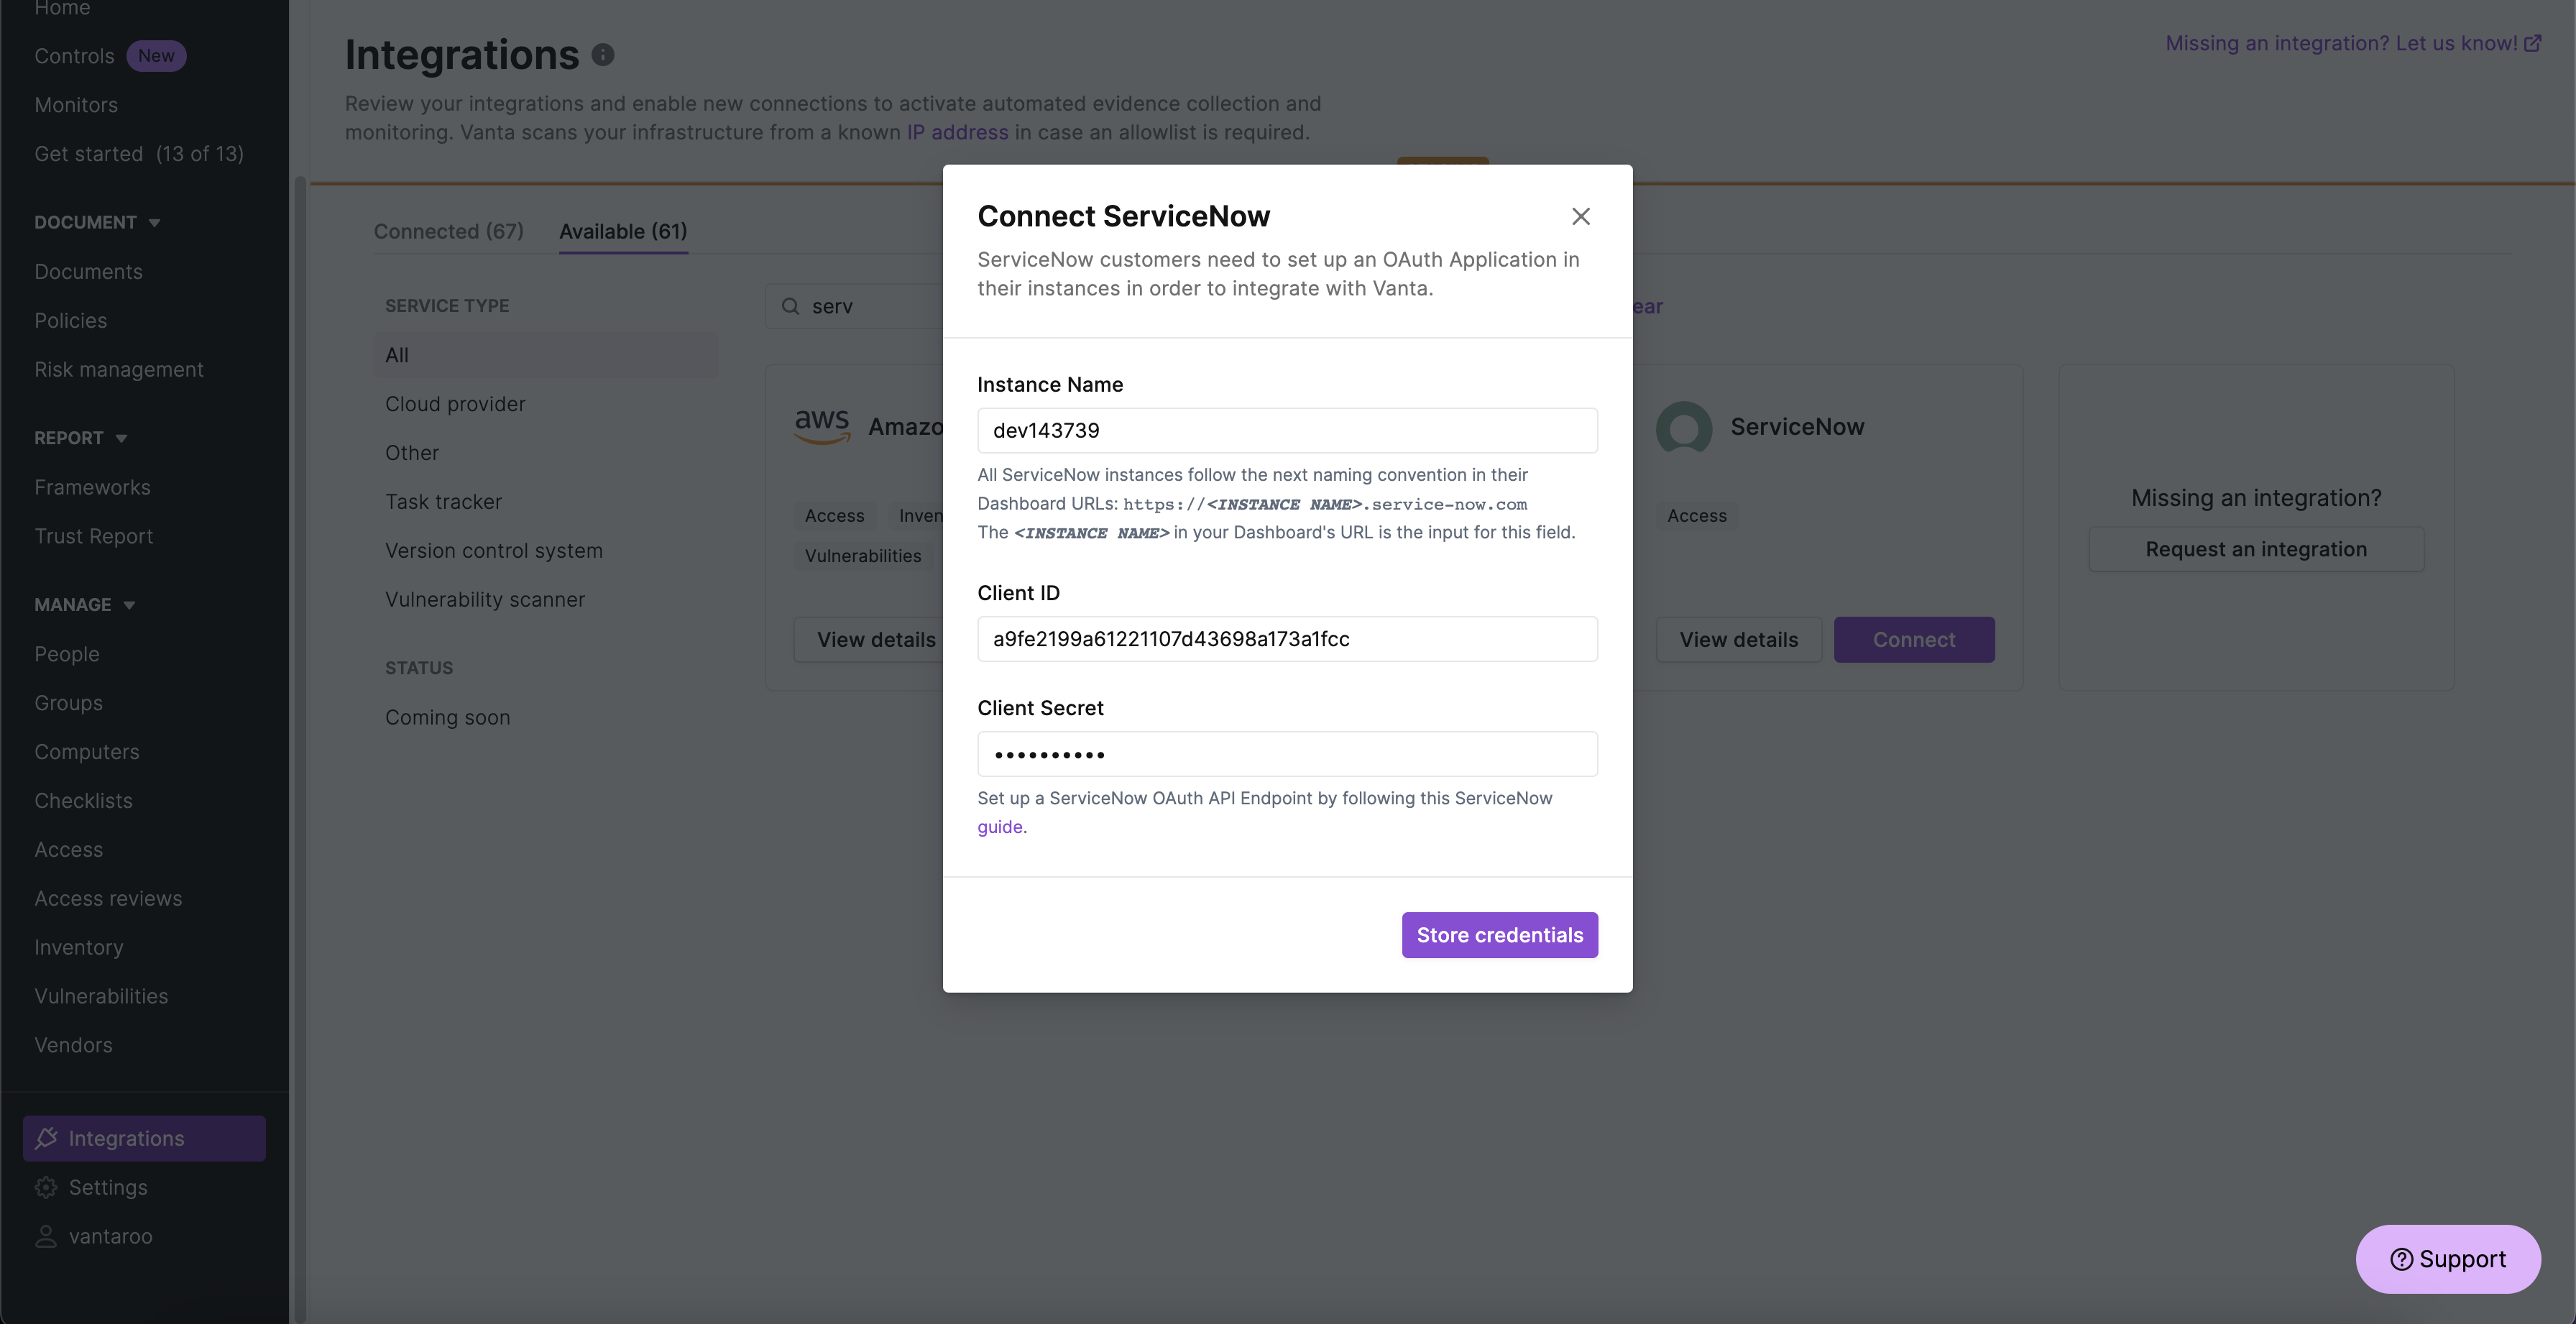 Home
Controls New
Monitors
Get started (13 of 13)
DOCUMENT
Documents
Policies
Risk management
REPORT
Frameworks
Trust Report
MANAGE
People
Groups
Computers
Checklists
Access
Access reviews
Inventory
Vulnerabilities
Vendors
Integrations
Settings
vantaroo
Integrations
Missing an integration? Let us know!
Review your integrations and enable new connections to activate automated evidence collection and
monitoring. Vanta scans your infrastructure from a known IP address in case an allowlist is required.
Connected (67) Available (61)
SERVICE TYPE
All
Cloud provider
Other
Task tracker
Version control system
Vulnerability scanner
STATUS
Coming soon
serv
ear
aws Amazo
Access Inven
Vulnerabilities
View details
Connect ServiceNow
ServiceNow customers need to set up an OAuth Application in
their instances in order to integrate with Vanta.
Instance Name
dev143739
All ServiceNow instances follow the next naming convention in their
Dashboard URLs: https://<INSTANCE NAME>.service-now.com
The <INSTANCE NAME> in your Dashboard's URL is the input for this field.
Client ID
a9fe2199a61221107d43698a173a1fcc
Client Secret
••••••••••
Set up a ServiceNow OAuth API Endpoint by following this ServiceNow
guide.
Store credentials
ServiceNow
Access
View details Connect
Missing an integration?
Request an integration
Support